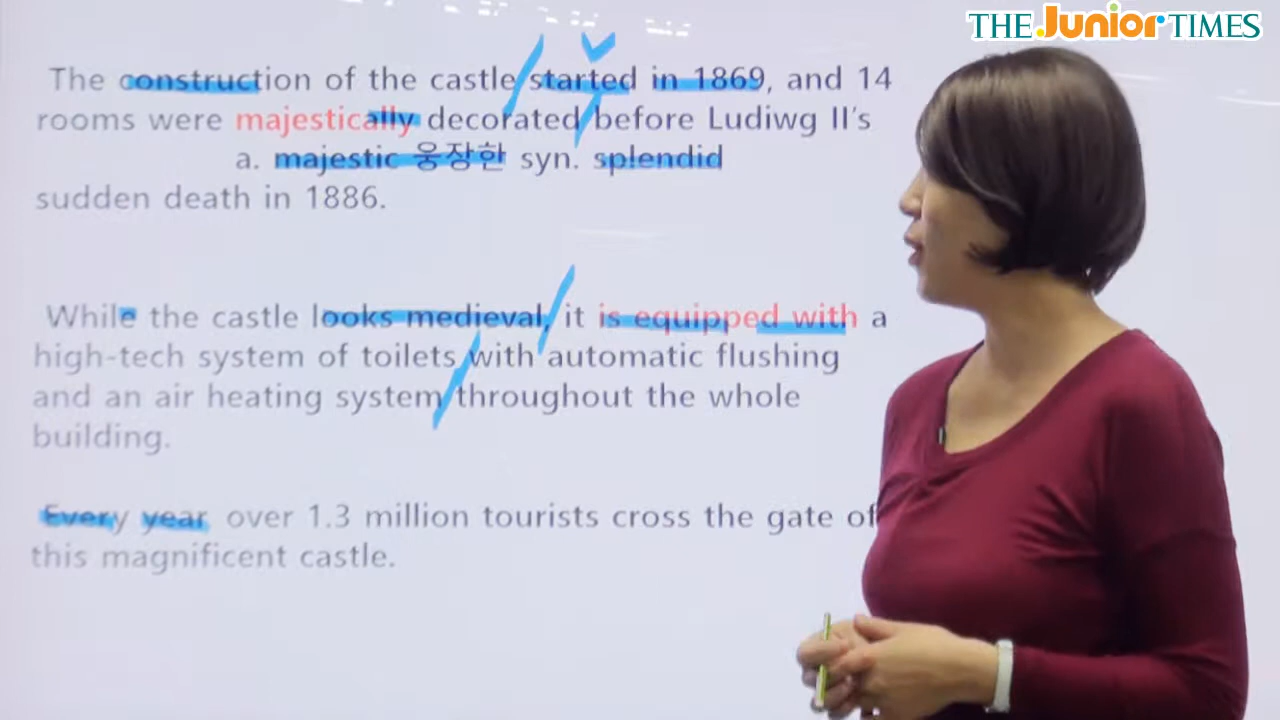 THE Junior TIMES
The construction of the castle started in 1869, and 14
rooms were majestically decorated before Ludiwg II's
a. majestic 웅장한 syn. splendid
sudden death in 1886.
While the castle looks medieval, it is equipped with a
high-tech system of toilets with automatic flushing
and an air heating system throughout the whole
building.
Every year over 1.3 million tourists cross the gate of
this magnificent castle.